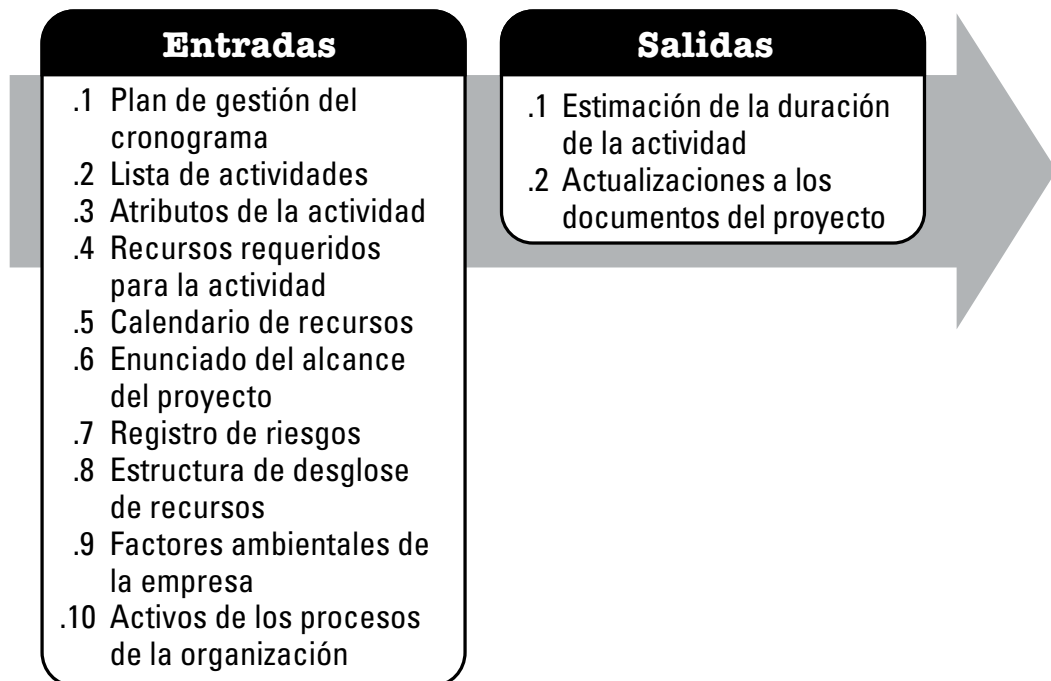 Entradas
.1 Plan de gestión del
cronograma
.2 Lista de actividades
.3 Atributos de la actividad
.4 Recursos requeridos
para la actividad
.5 Calendario de recursos
.6 Enunciado del alcance
del proyecto
.7 Registro de riesgos
.8 Estructura de desglose
de recursos
.9 Factores ambientales de
la empresa
.10 Activos de los procesos
de la organización
Salidas
.1 Estimación de la duración
de la actividad
.2 Actualizaciones a los
documentos del proyecto